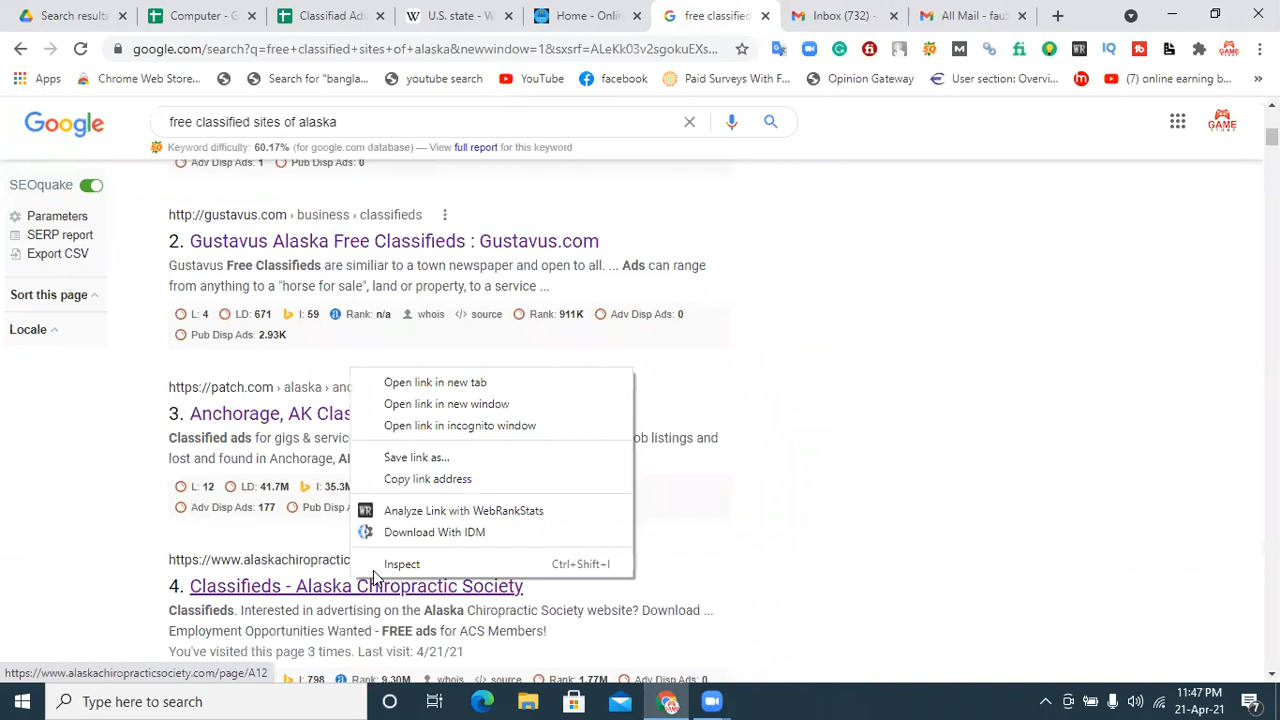 Search results
Computer - G
Classified Ads
U.S. state - W
Home - Onlin
free classified
Inbox (732) -
All Mail - fau
google.com/search?q=free+classified+sites+of+alaska&newwindow=1&sxsrf=ALeKk03v2sgokuEXs...
Apps
Chrome Web Store...
Search for "bangla...
youtube search
YouTube
facebook
Paid Surveys With F...
Opinion Gateway
User section: Overvi...
(7) online earning b...
Google
free classified sites of alaska
GAME
Keyword difficulty: 60.17% (for google.com database) — View full report for this keyword
Adv Disp Ads: 1 Pub Disp Ads: 0
SEOquake
Parameters
SERP report
Export CSV
Sort this page
Locale
http://gustavus.com › business › classifieds
2. Gustavus Alaska Free Classifieds : Gustavus.com
Gustavus Free Classifieds are similiar to a town newspaper and open to all. ... Ads can range
from anything to a "horse for sale", land or property, to a service ...
L: 4 LD: 671 I: 59 Rank: n/a whois source Rank: 911K Adv Disp Ads: 0
Pub Disp Ads: 2.93K
https://patch.com › alaska › anc
3. Anchorage, AK Clas
Classified ads for gigs & servic
ob listings and
lost and found in Anchorage, A
L: 12 LD: 41.7M I: 35.3M
Adv Disp Ads: 177 Pub Disp
Open link in new tab
Open link in new window
Open link in incognito window
Save link as...
Copy link address
Analyze Link with WebRankStats
Download With IDM
Inspect Ctrl+Shift+I
https://www.alaskachiropractic
4. Classifieds - Alaska Chiropractic Society
Classifieds. Interested in advertising on the Alaska Chiropractic Society website? Download ...
Employment Opportunities Wanted - FREE ads for ACS Members!
You've visited this page 3 times. Last visit: 4/21/21
I: 798 Rank: 9.30M whois source Rank: 1.77M Adv Disp Ads: 0
https://www.alaskachiropracticsociety.com/page/A12
Type here to search
11:47 PM
21-Apr-21
7